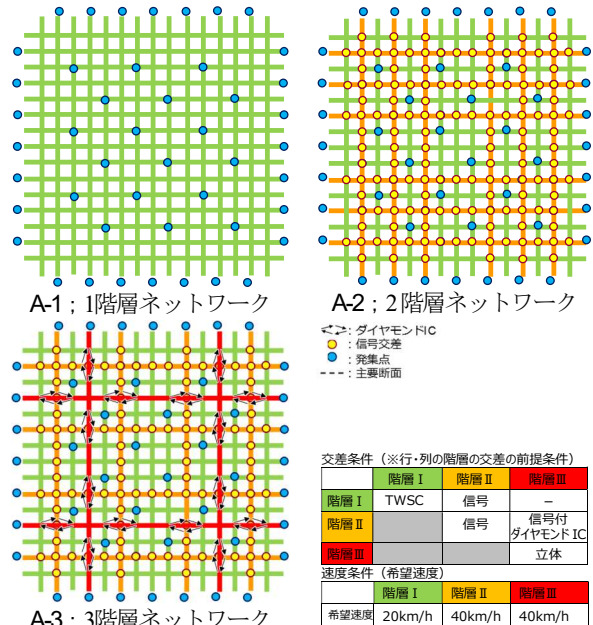 A-1；1階層ネットワーク
A-2；2階層ネットワーク
：ダイヤモンドIC
：信号交差
：発集点
：主要断面
A-3；3階層ネットワーク
交差条件（※行・列の階層の交差の前提条件）
階層Ⅰ 階層Ⅱ 階層Ⅲ
階層Ⅰ TWSC 信号 −
階層Ⅱ 信号 信号付
ダイヤモンド IC
階層Ⅲ 立体
速度条件（希望速度）
階層Ⅰ 階層Ⅱ 階層Ⅲ
希望速度 20km/h 40km/h 40km/h